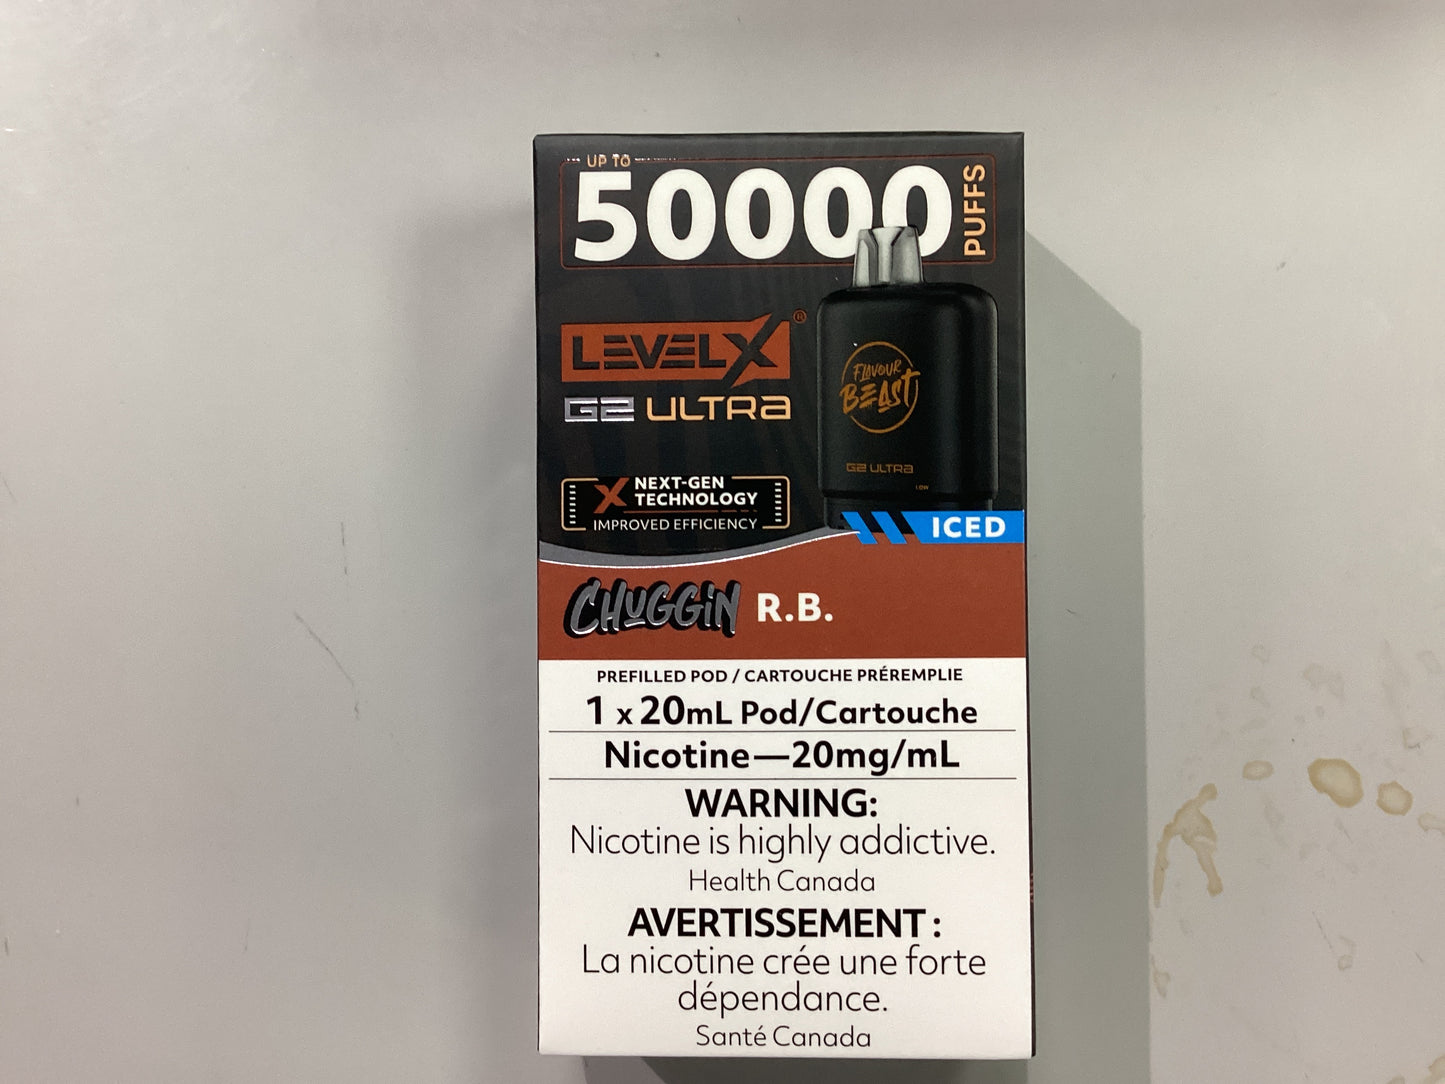 UP TO
50000
PUFFS
LEVELX®
G2 ULTRA
FLAVOUR
BEAST
G2 ULTRA
X NEXT-GEN
TECHNOLOGY
IMPROVED EFFICIENCY
ICED
CHUGGIN R.B.
PREFILLED POD / CARTOUCHE PRÉREMPLIE
1 x 20mL Pod/Cartouche
Nicotine—20mg/mL
WARNING:
Nicotine is highly addictive.
Health Canada
AVERTISSEMENT :
La nicotine crée une forte
dépendance.
Santé Canada